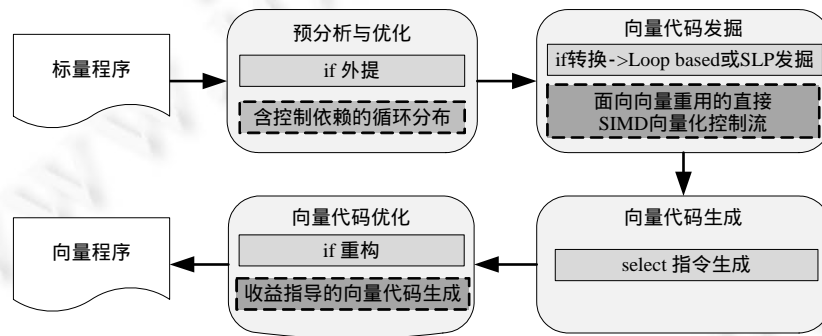 标量程序
预分析与优化
if 外提
含控制依赖的循环分布
向量代码发掘
if转换->Loop based或SLP发掘
面向向量重用的直接
SIMD向量化控制流
向量程序
向量代码优化
if 重构
收益指导的向量代码生成
向量代码生成
select 指令生成